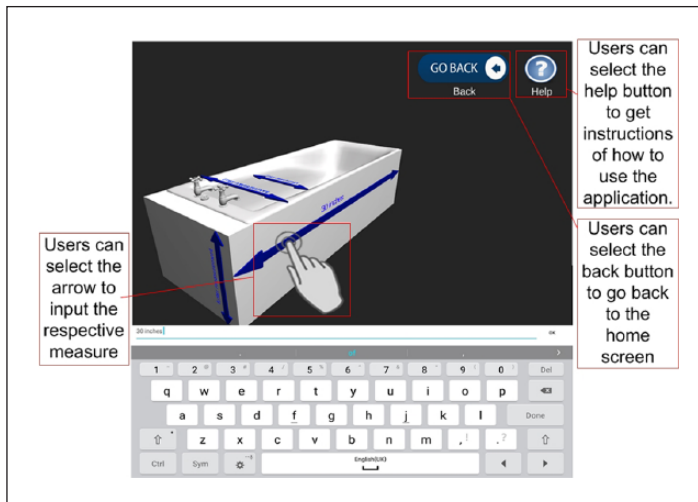 GO BACK
Back
Help
Users can
select the
help button
to get
instructions
of how to
use the
application.
30 inches
Users can
select the
arrow to
input the
respective
measure
Users can
select the
back button
to go back
to the
home
screen
30 inches
OK
1 2 3 4 5 6 7 8 9 0 Del
q w e r t y u i o p
a s d f g h j k l Done
z x c v b n m , ! . ?
Ctrl Sym English(UK)